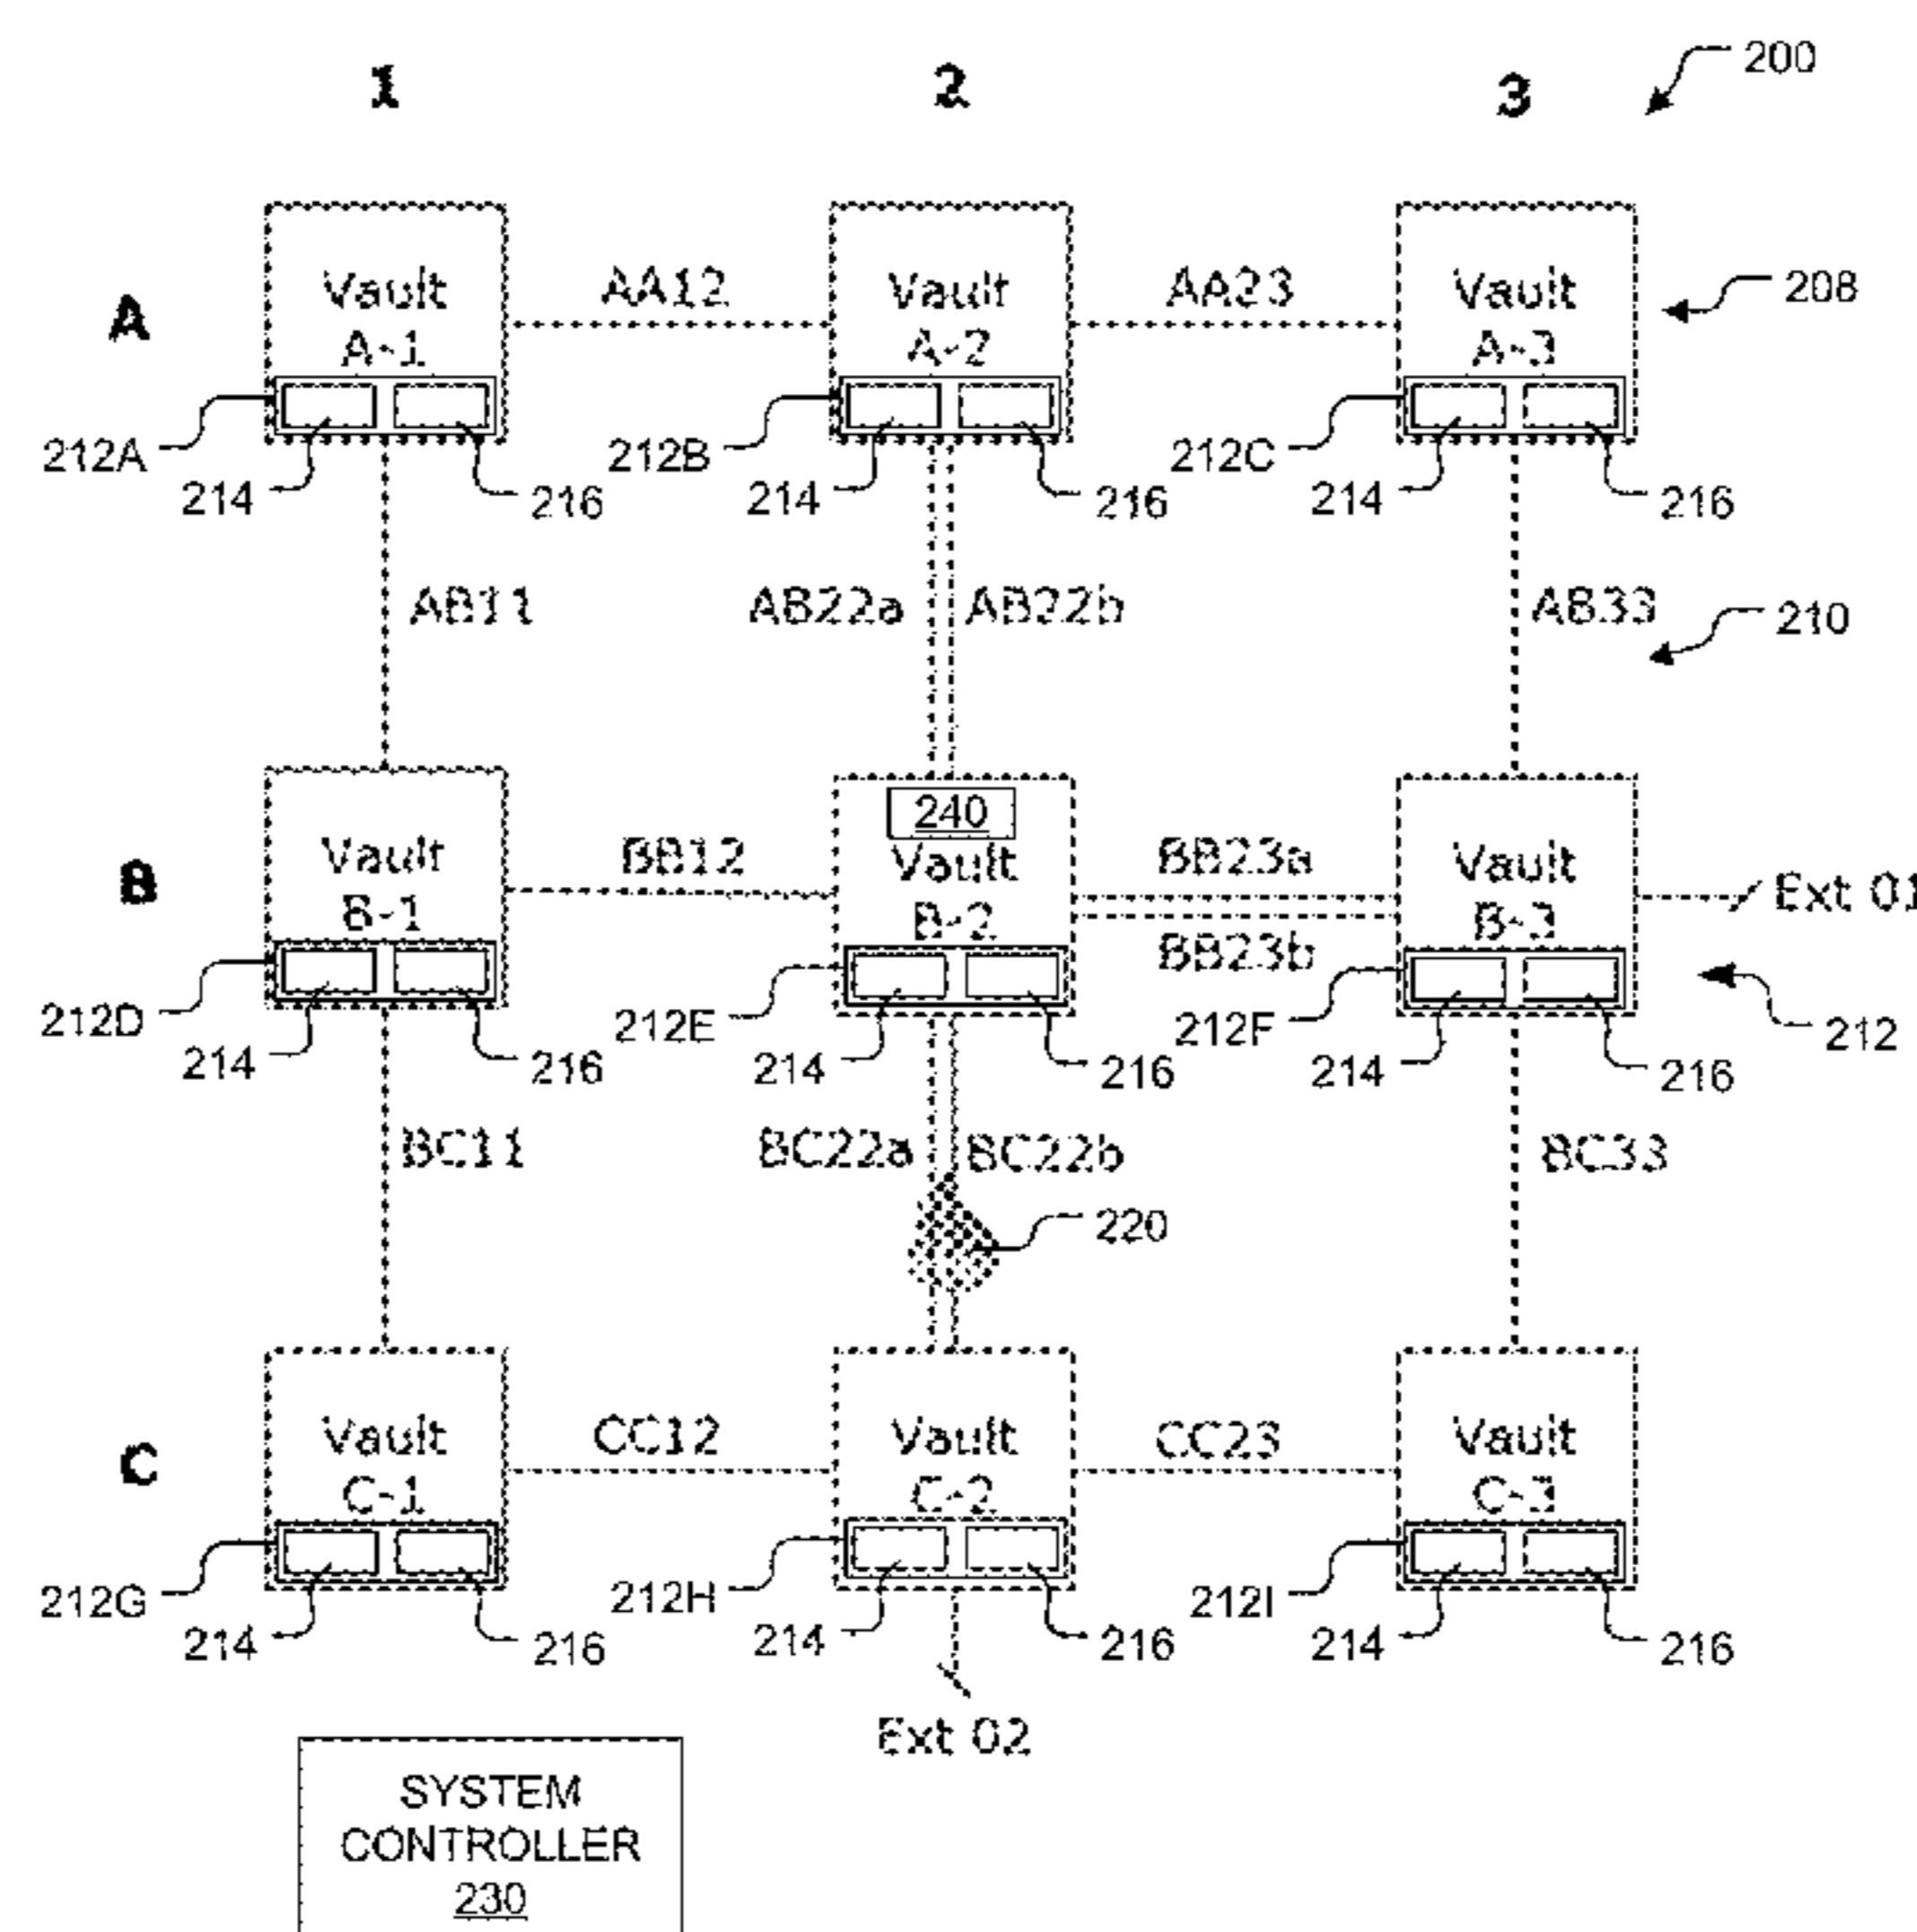 1 2 3 200
A
Vault A-1
AA12
Vault A-2
AA23
Vault A-3
208
212A 214 216
212B 214 216
212C 214 216
AB11
AB22a
AB22b
AB33
210
B
Vault B-1
BB12
240
Vault B-2
BB23a
BB23b
Vault B-3
Ext 01
212
212D 214 216
212E 214 216
212F 214 216
BC11
BC22a
BC22b
BC33
220
C
Vault C-1
CC12
Vault C-2
CC23
Vault C-3
212G 214 216
212H 214 216
212I 214 216
Ext 02
SYSTEM
CONTROLLER
230